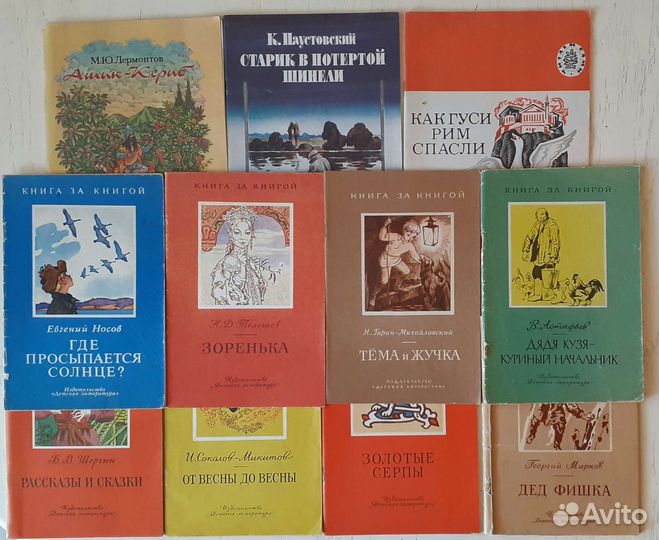 М.Ю.Лермонтов
Ашик-Кериб
К. Паустовский
СТАРИК В ПОТЕРТОЙ
ШИНЕЛИ
КАК ГУСИ
РИМ
СПАСЛИ
КНИГА ЗА КНИГОЙ
Евгений Носов
ГДЕ
ПРОСЫПАЕТСЯ
СОЛНЦЕ?
Издательство
«Детская литература»
КНИГА ЗА КНИГОЙ
Н.Д. Телешов
ЗОРЕНЬКА
Издательство
«Детская литература»
КНИГА ЗА КНИГОЙ
Н. Гарин-Михайловский
ТЁМА и ЖУЧКА
ИЗДАТЕЛЬСТВО
«ДЕТСКАЯ ЛИТЕРАТУРА»
КНИГА ЗА КНИГОЙ
В. Астафьев
ДЯДЯ КУЗЯ-
КУРИНЫЙ НАЧАЛЬНИК
Издательство
«Детская литература»
Б. В. Шергин
РАССКАЗЫ И СКАЗКИ
Издательство
«Детская литература»
И. Соколов-Микитов
ОТ ВЕСНЫ ДО ВЕСНЫ
Издательство
«Детская литература»
ЗОЛОТЫЕ
СЕРПЫ
Издательство
«Детская литература»
Георгий Марков
ДЕД ФИШКА
Avito